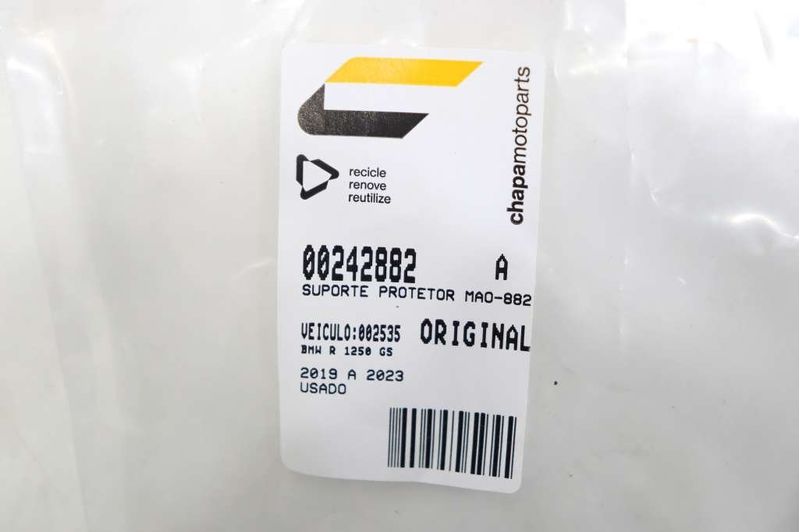 chapamotoparts
recicle
renove
reutilize
00242882 A
SUPORTE PROTETOR MAO-882
VEICULO:002535 ORIGINAL
BMW R 1250 GS
2019 A 2023
USADO